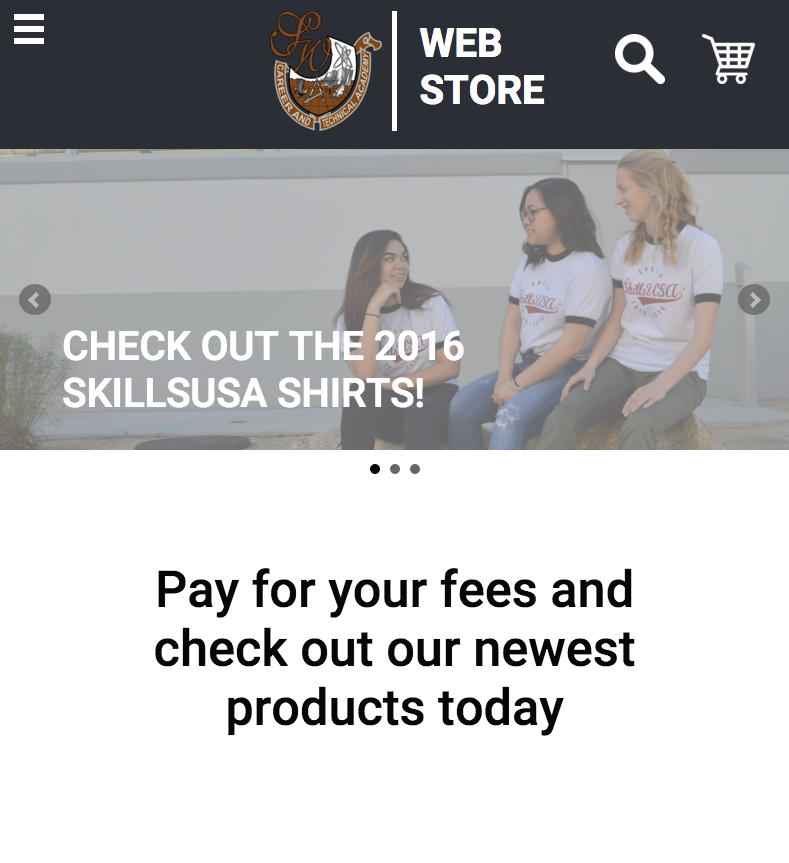 SW
WEB
STORE
CAREER AND TECHNICAL ACADEMY
SkillsUSA
SkillsUSA
CHECK OUT THE 2016
SKILLSUSA SHIRTS!
Pay for your fees and
check out our newest
products today